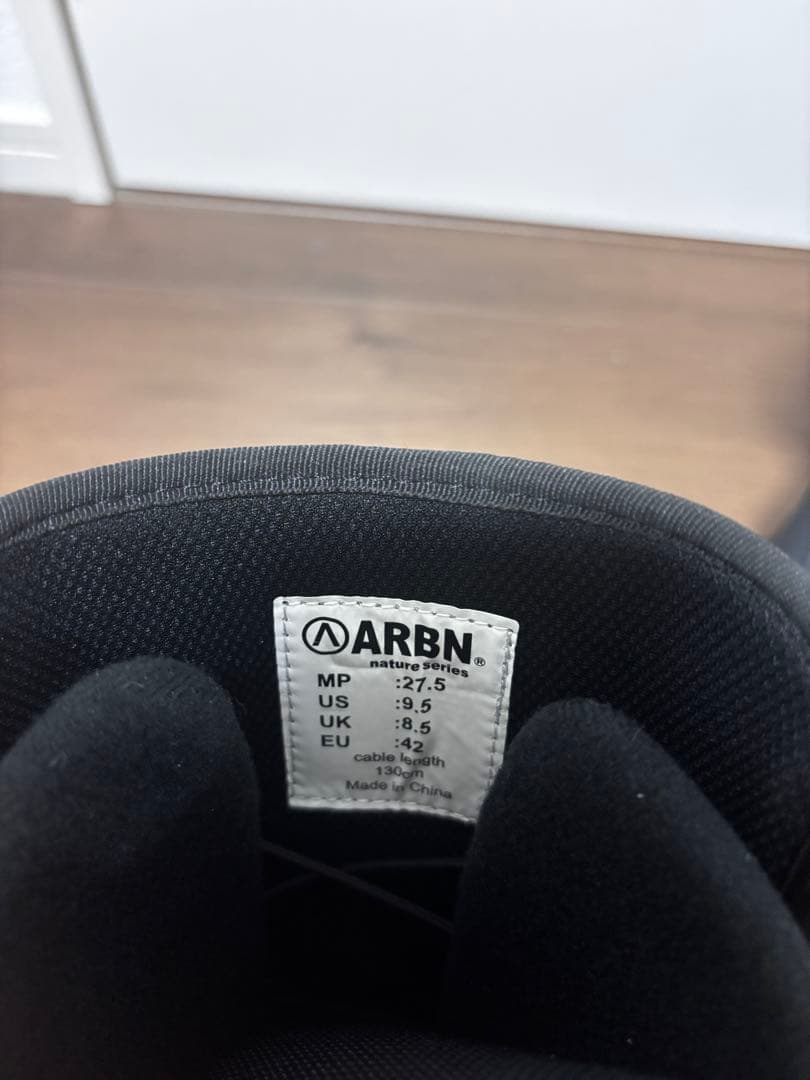 ARBN®
nature series
MP :27.5
US :9.5
UK :8.5
EU :42
cable length
130cm
Made in China